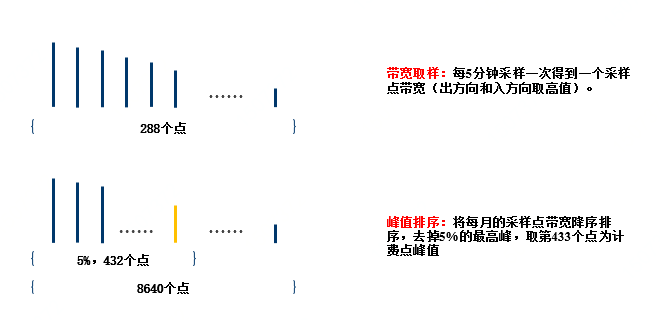 带宽取样：每5分钟采样一次得到一个采样
点带宽（出方向和入方向取高值）。
......
{ 288个点 }
峰值排序：将每月的采样点带宽降序排
序，去掉5%的最高峰，取第433个点为计
费点峰值
...... ......
{ 5%，432个点 }
{ 8640个点 }